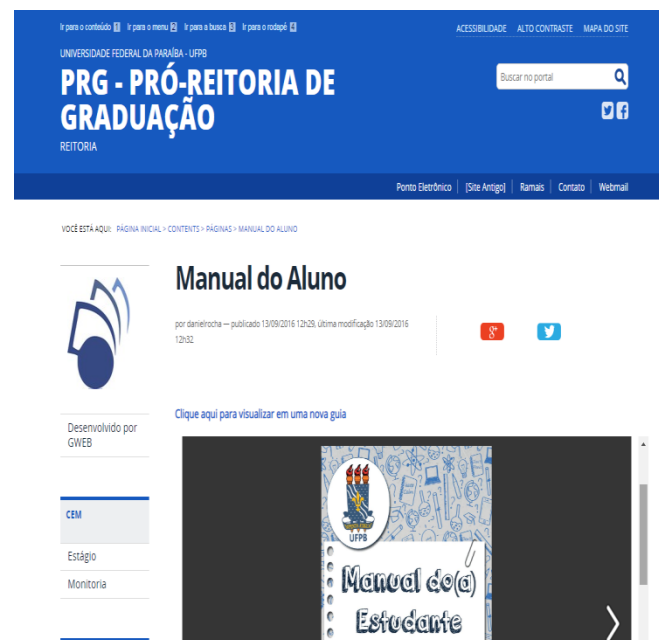 Ir para o conteúdo 1 Ir para o menu 2 Ir para a busca 3 Ir para o rodapé 4
ACESSIBILIDADE ALTO CONTRASTE MAPA DO SITE
UNIVERSIDADE FEDERAL DA PARAÍBA - UFPB
PRG - PRÓ-REITORIA DE
GRADUAÇÃO
REITORIA
Buscar no portal
Ponto Eletrônico | [Site Antigo] | Ramais | Contato | Webmail
VOCÊ ESTÁ AQUI: PÁGINA INICIAL > CONTENTS > PÁGINAS > MANUAL DO ALUNO
Manual do Aluno
por danielrocha — publicado 13/09/2016 12h29, última modificação 13/09/2016
12h32
g+
Clique aqui para visualizar em uma nova guia
Desenvolvido por
GWEB
CEM
Estágio
Monitoria
UFPB
Manual do(a)
Estudante